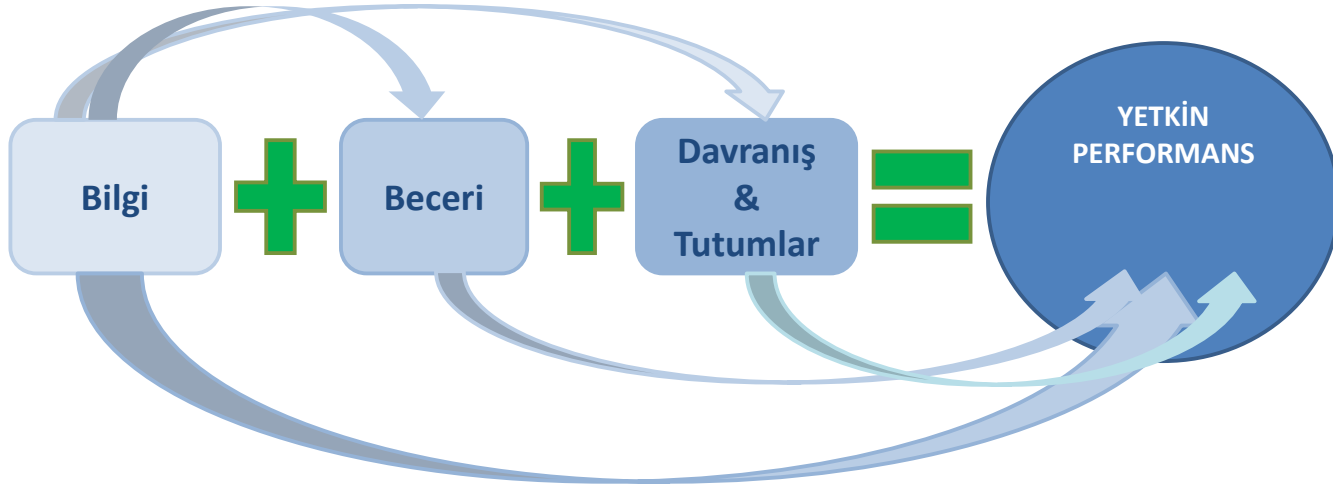 Bilgi
Beceri
Davranış
&
Tutumlar
YETKİN
PERFORMANS